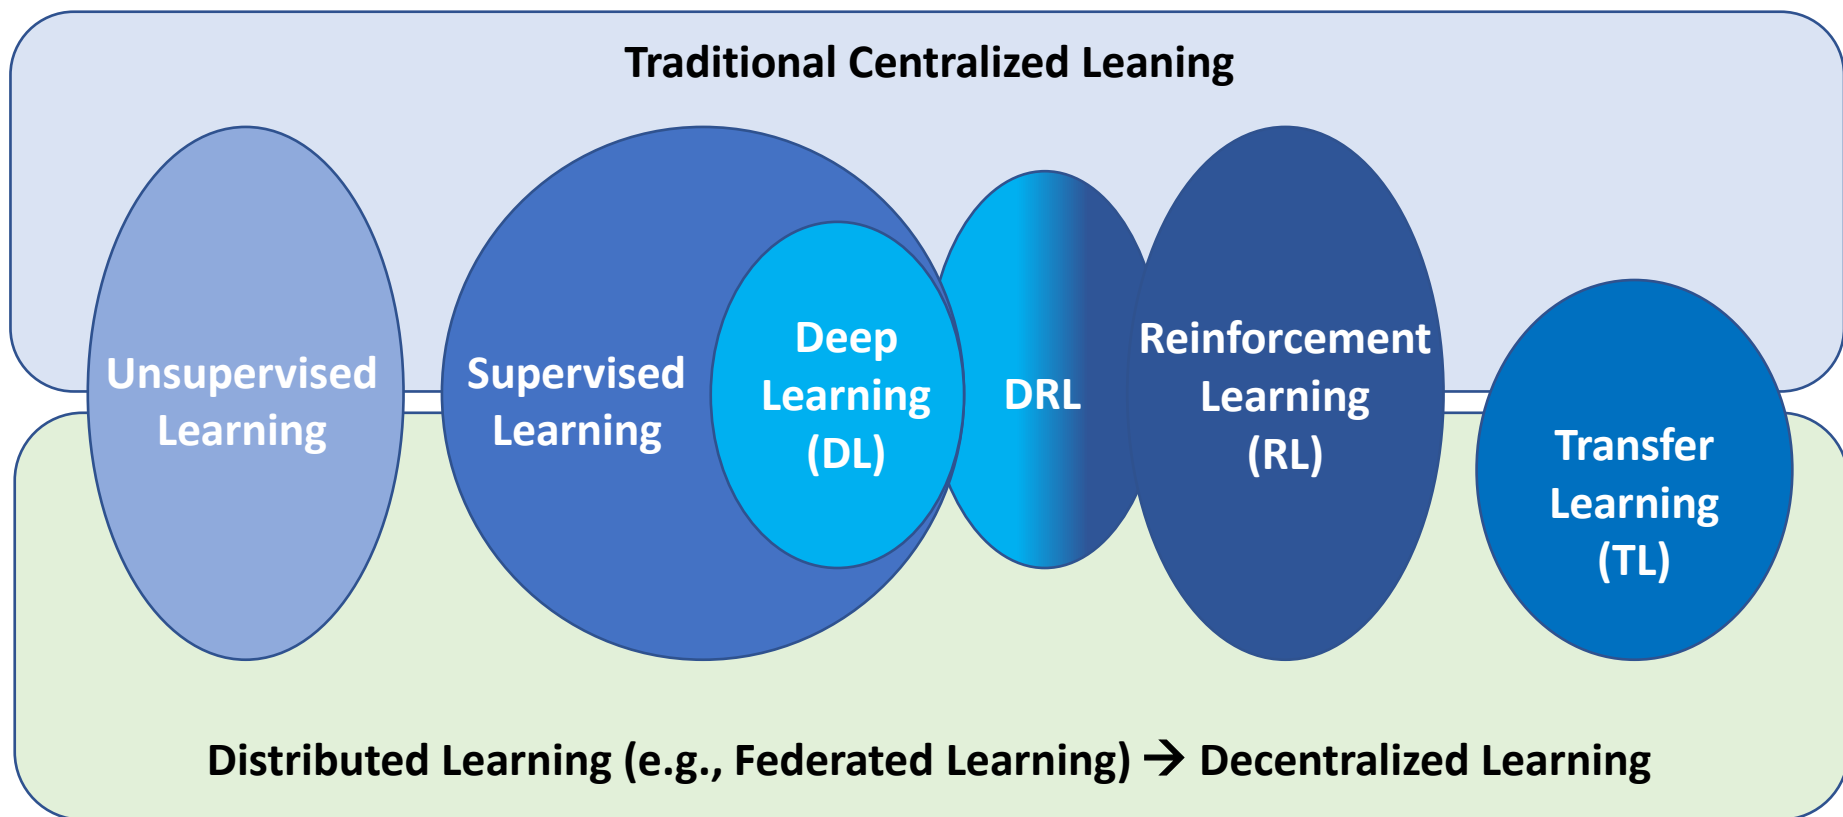 Traditional Centralized Leaning
Unsupervised
Learning
Supervised
Learning
Deep
Learning
(DL)
DRL
Reinforcement
Learning
(RL)
Transfer
Learning
(TL)
Distributed Learning (e.g., Federated Learning) → Decentralized Learning